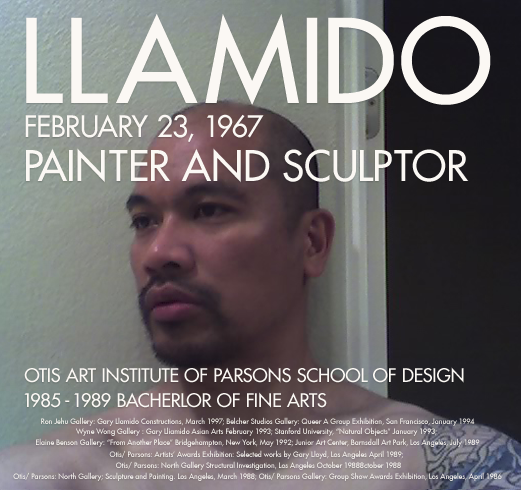 LLAMIDO
FEBRUARY 23, 1967
PAINTER AND SCULPTOR
OTIS ART INSTITUTE OF PARSONS SCHOOL OF DESIGN
1985 - 1989 BACHERLOR OF FINE ARTS
Ron Jehu Gallery: Gary Llamido Constructions, March 1997; Belcher Studios Gallery: Queer A Group Exhibition, San Francisco, January 1994
Wyne Wong Gallery : Gary Lliamido Asian Arts February 1993; Stanford University, "Natural Objects" January 1993;
Elaine Benson Gallery: "From Another Place" Bridgehampton, New York, May 1992; Junior Art Center, Barnsdall Art Park, Los Angeles, July 1989
Otis/ Parsons: Artists' Awards Exhibition: Selected works by Gary Lloyd, Los Angeles April 1989;
Otis/ Parsons: North Gallery Structural Investigation, Los Angeles October 1988Bctober 1988
Otis/ Parsons: North Gallery: Sculpture and Painting, Los Angeles, March 1988, Otis/ Parsons Gallery: Group Show Awards Exhibition, Los Angeles, April 1986